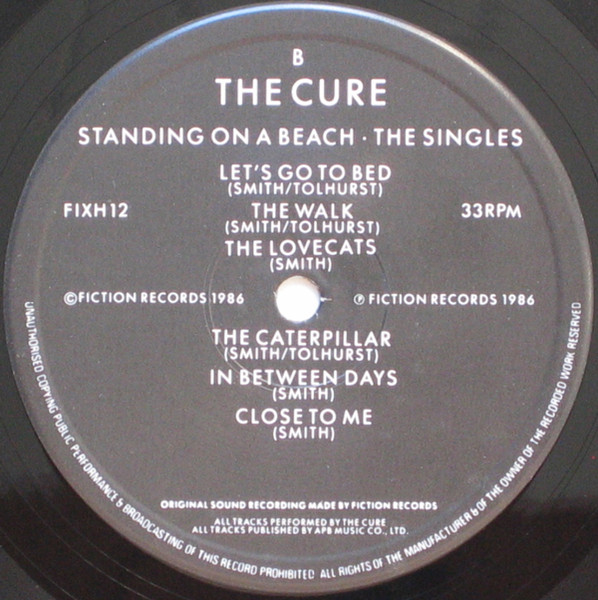 B
THE CURE
STANDING ON A BEACH · THE SINGLES
LET'S GO TO BED
(SMITH/TOLHURST)
FIXH12
THE WALK
33RPM
(SMITH/TOLHURST)
THE LOVECATS
(SMITH)
©FICTION RECORDS 1986
℗ FICTION RECORDS 1986
THE CATERPILLAR
(SMITH/TOLHURST)
IN BETWEEN DAYS
(SMITH)
CLOSE TO ME
(SMITH)
ORIGINAL SOUND RECORDING MADE BY FICTION RECORDS
ALL TRACKS PERFORMED BY THE CURE
ALL TRACKS PUBLISHED BY APB MUSIC CO., LTD.
UNAUTHORISED COPYING PUBLIC PERFORMANCE & BROADCASTING OF THIS RECORD PROHIBITED ALL RIGHTS OF THE MANUFACTURER & OF THE OWNER OF THE RECORDED WORK RESERVED